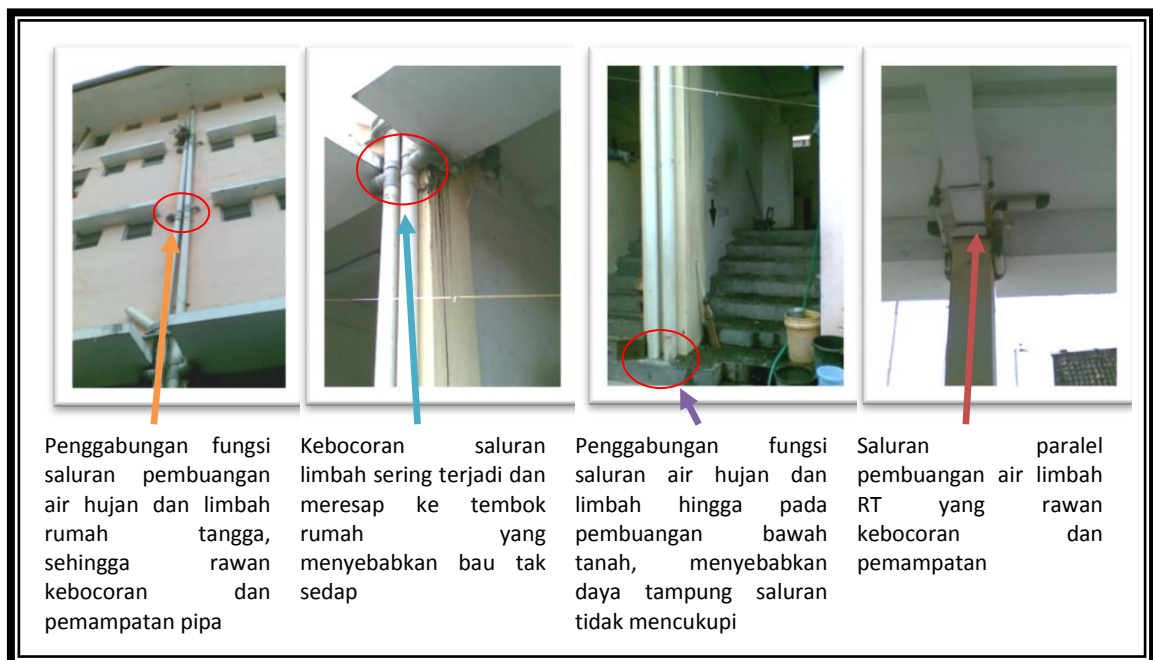 Penggabungan fungsi
saluran pembuangan
air hujan dan limbah
rumah tangga,
sehingga rawan
kebocoran dan
pemampatan pipa
Kebocoran saluran
limbah sering terjadi dan
meresap ke tembok
rumah yang
menyebabkan bau tak
sedap
Penggabungan fungsi
saluran air hujan dan
limbah hingga pada
pembuangan bawah
tanah, menyebabkan
daya tampung saluran
tidak mencukupi
Saluran paralel
pembuangan air limbah
RT yang rawan
kebocoran dan
pemampatan